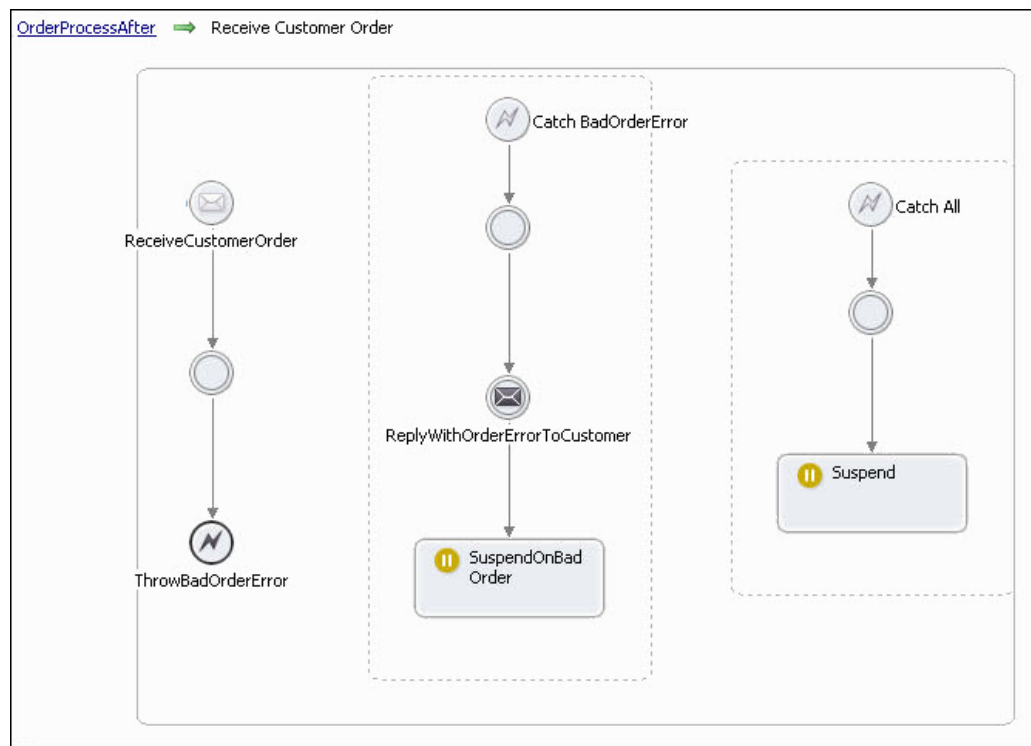 OrderProcessAfter Receive Customer Order
Catch BadOrderError
Catch All
ReceiveCustomerOrder
ReplyWithOrderErrorToCustomer
Suspend
SuspendOnBad
Order
ThrowBadOrderError